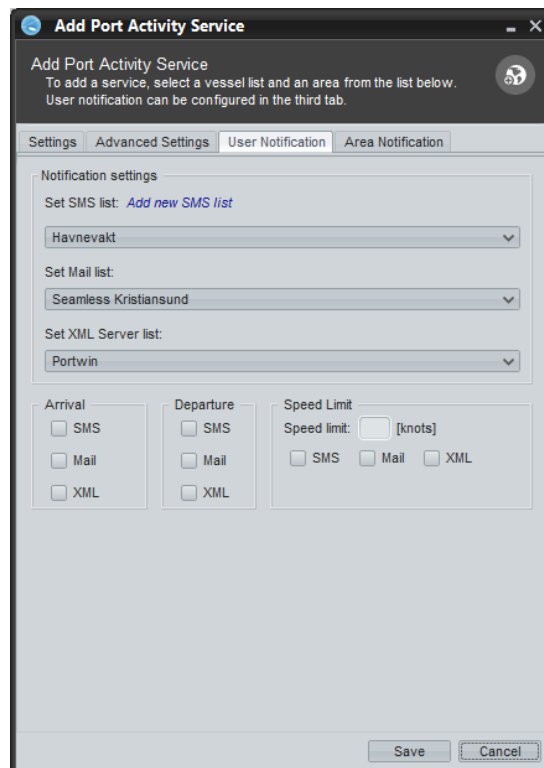 Add Port Activity Service
Add Port Activity Service
To add a service, select a vessel list and an area from the list below.
User notification can be configured in the third tab.
Settings Advanced Settings User Notification Area Notification
Notification settings
Set SMS list: Add new SMS list
Havnevakt
Set Mail list:
Seamless Kristiansund
Set XML Server list:
Portwin
Arrival Departure Speed Limit
SMS SMS Speed limit: [knots]
Mail Mail SMS Mail XML
XML XML
Save Cancel